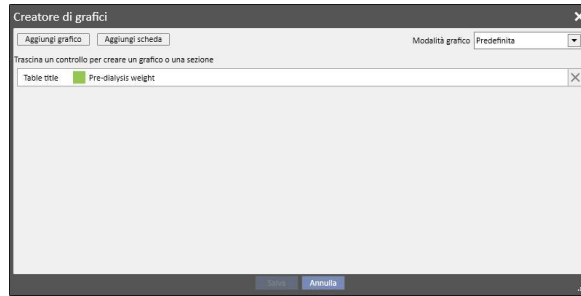 Creatore di grafici
Aggiungi grafico Aggiungi scheda Modalità grafico Predefinita
Trascina un controllo per creare un grafico o una sezione
Table title Pre-dialysis weight
Salva Annulla